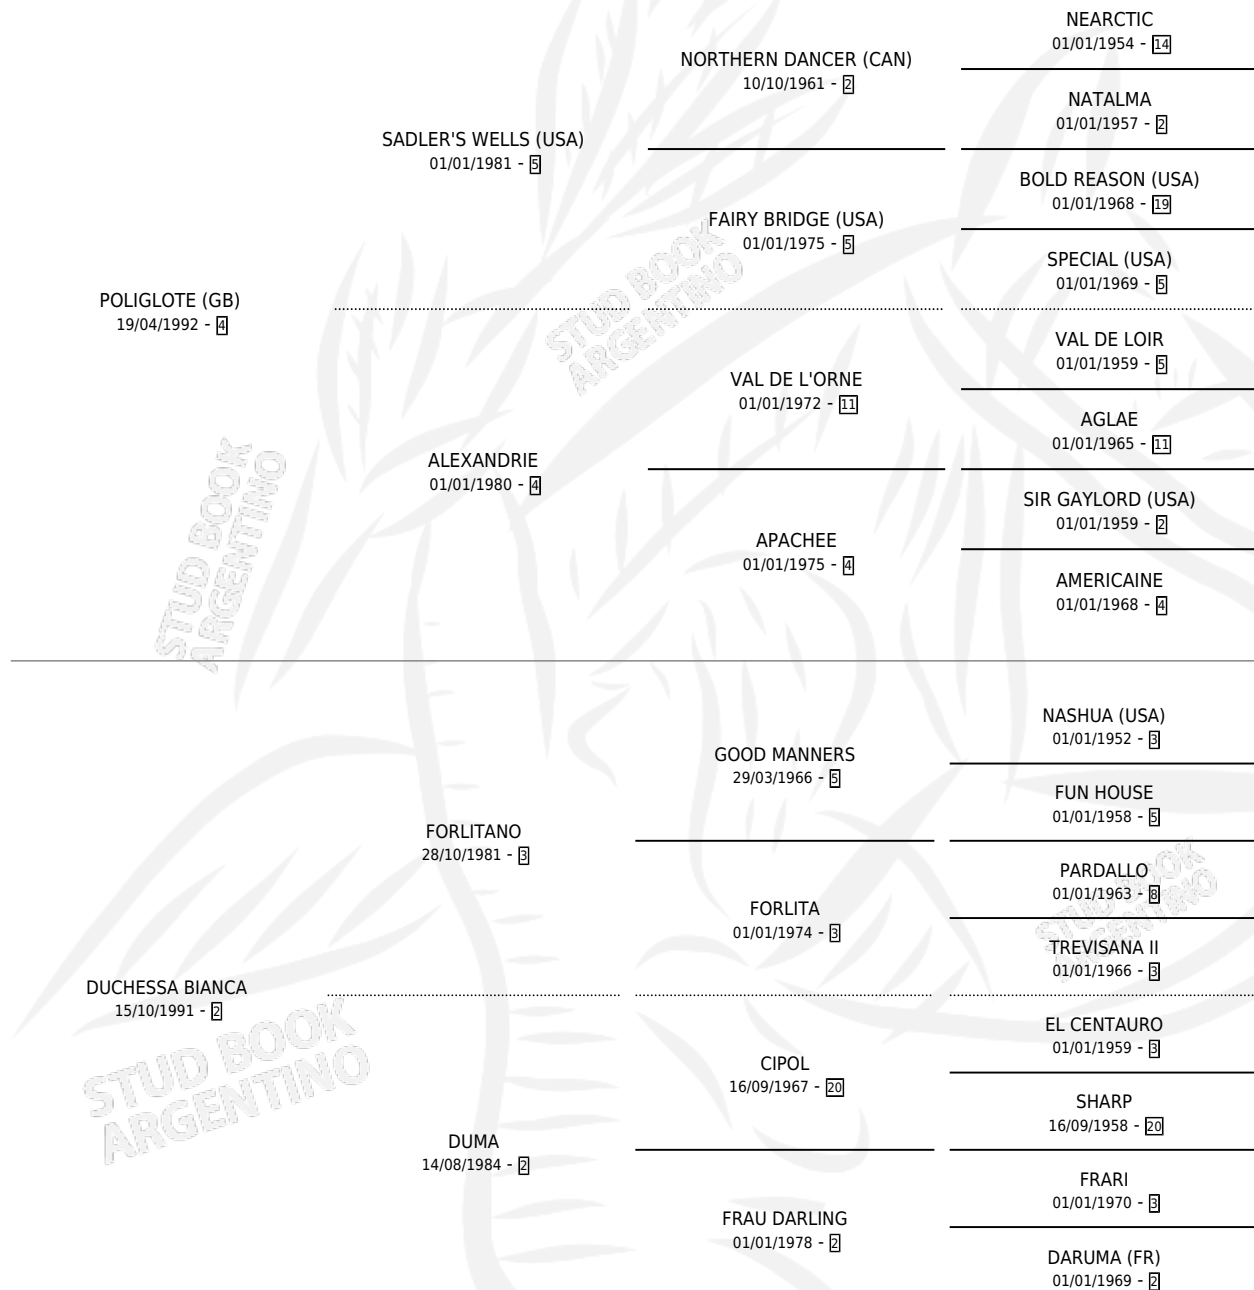 NEARCTIC
01/01/1954 - 14
NORTHERN DANCER (CAN)
10/10/1961 - 2
NATALMA
01/01/1957 - 2
SADLER'S WELLS (USA)
01/01/1981 - 5
BOLD REASON (USA)
01/01/1968 - 19
FAIRY BRIDGE (USA)
01/01/1975 - 5
SPECIAL (USA)
01/01/1969 - 5
POLIGLOTE (GB)
19/04/1992 - 4
STUD BOOK
ARGENTINO
VAL DE LOIR
01/01/1959 - 5
VAL DE L'ORNE
01/01/1972 - 11
AGLAE
01/01/1965 - 11
ALEXANDRIE
01/01/1980 - 4
SIR GAYLORD (USA)
01/01/1959 - 2
APACHEE
01/01/1975 - 4
AMERICAINE
01/01/1968 - 4
STUD BOOK
ARGENTINO
NASHUA (USA)
01/01/1952 - 3
GOOD MANNERS
29/03/1966 - 5
FUN HOUSE
01/01/1958 - 5
FORLITANO
28/10/1981 - 3
PARDALLO
01/01/1963 - 8
FORLITA
01/01/1974 - 3
TREVISANA II
01/01/1966 - 3
STUD BOOK
ARGENTINO
DUCHESSA BIANCA
15/10/1991 - 2
EL CENTAURO
01/01/1959 - 3
CIPOL
16/09/1967 - 20
SHARP
16/09/1958 - 20
STUD BOOK
ARGENTINO
DUMA
14/08/1984 - 2
FRARI
01/01/1970 - 3
FRAU DARLING
01/01/1978 - 2
DARUMA (FR)
01/01/1969 - 2